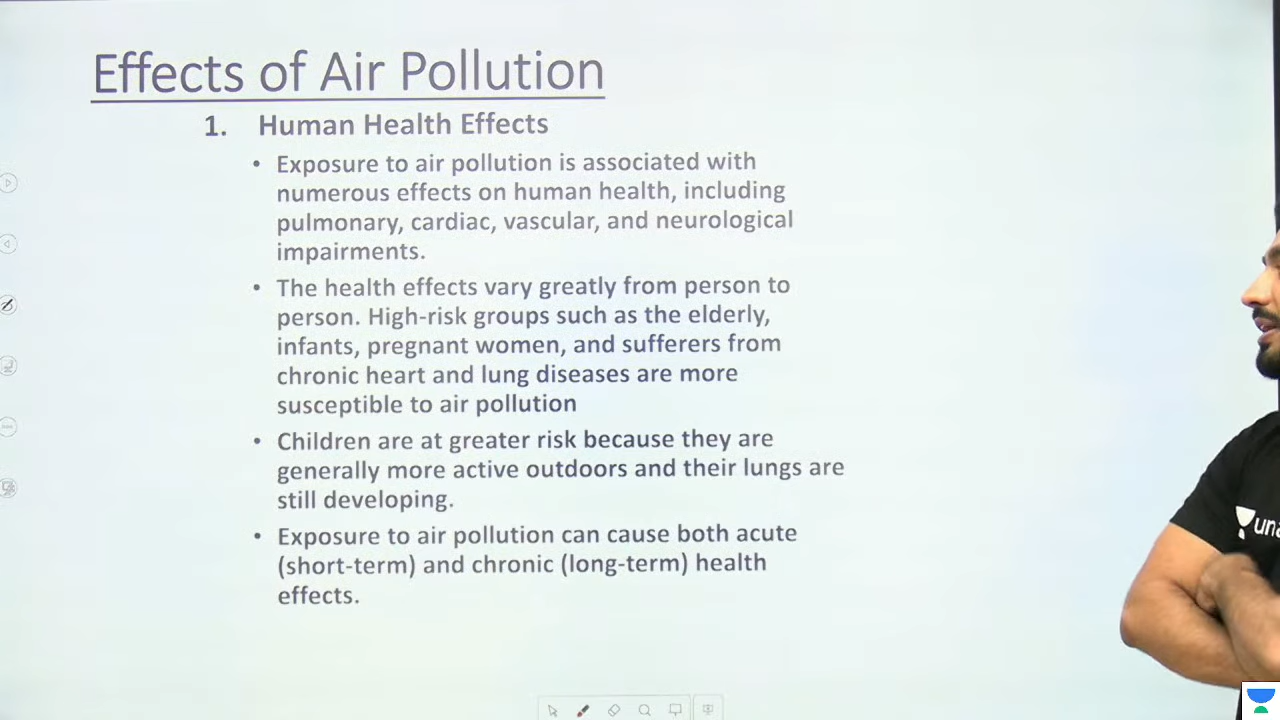 Effects of Air Pollution
1. Human Health Effects
• Exposure to air pollution is associated with
numerous effects on human health, including
pulmonary, cardiac, vascular, and neurological
impairments.
• The health effects vary greatly from person to
person. High-risk groups such as the elderly,
infants, pregnant women, and sufferers from
chronic heart and lung diseases are more
susceptible to air pollution
• Children are at greater risk because they are
generally more active outdoors and their lungs are
still developing.
• Exposure to air pollution can cause both acute
(short-term) and chronic (long-term) health
effects.